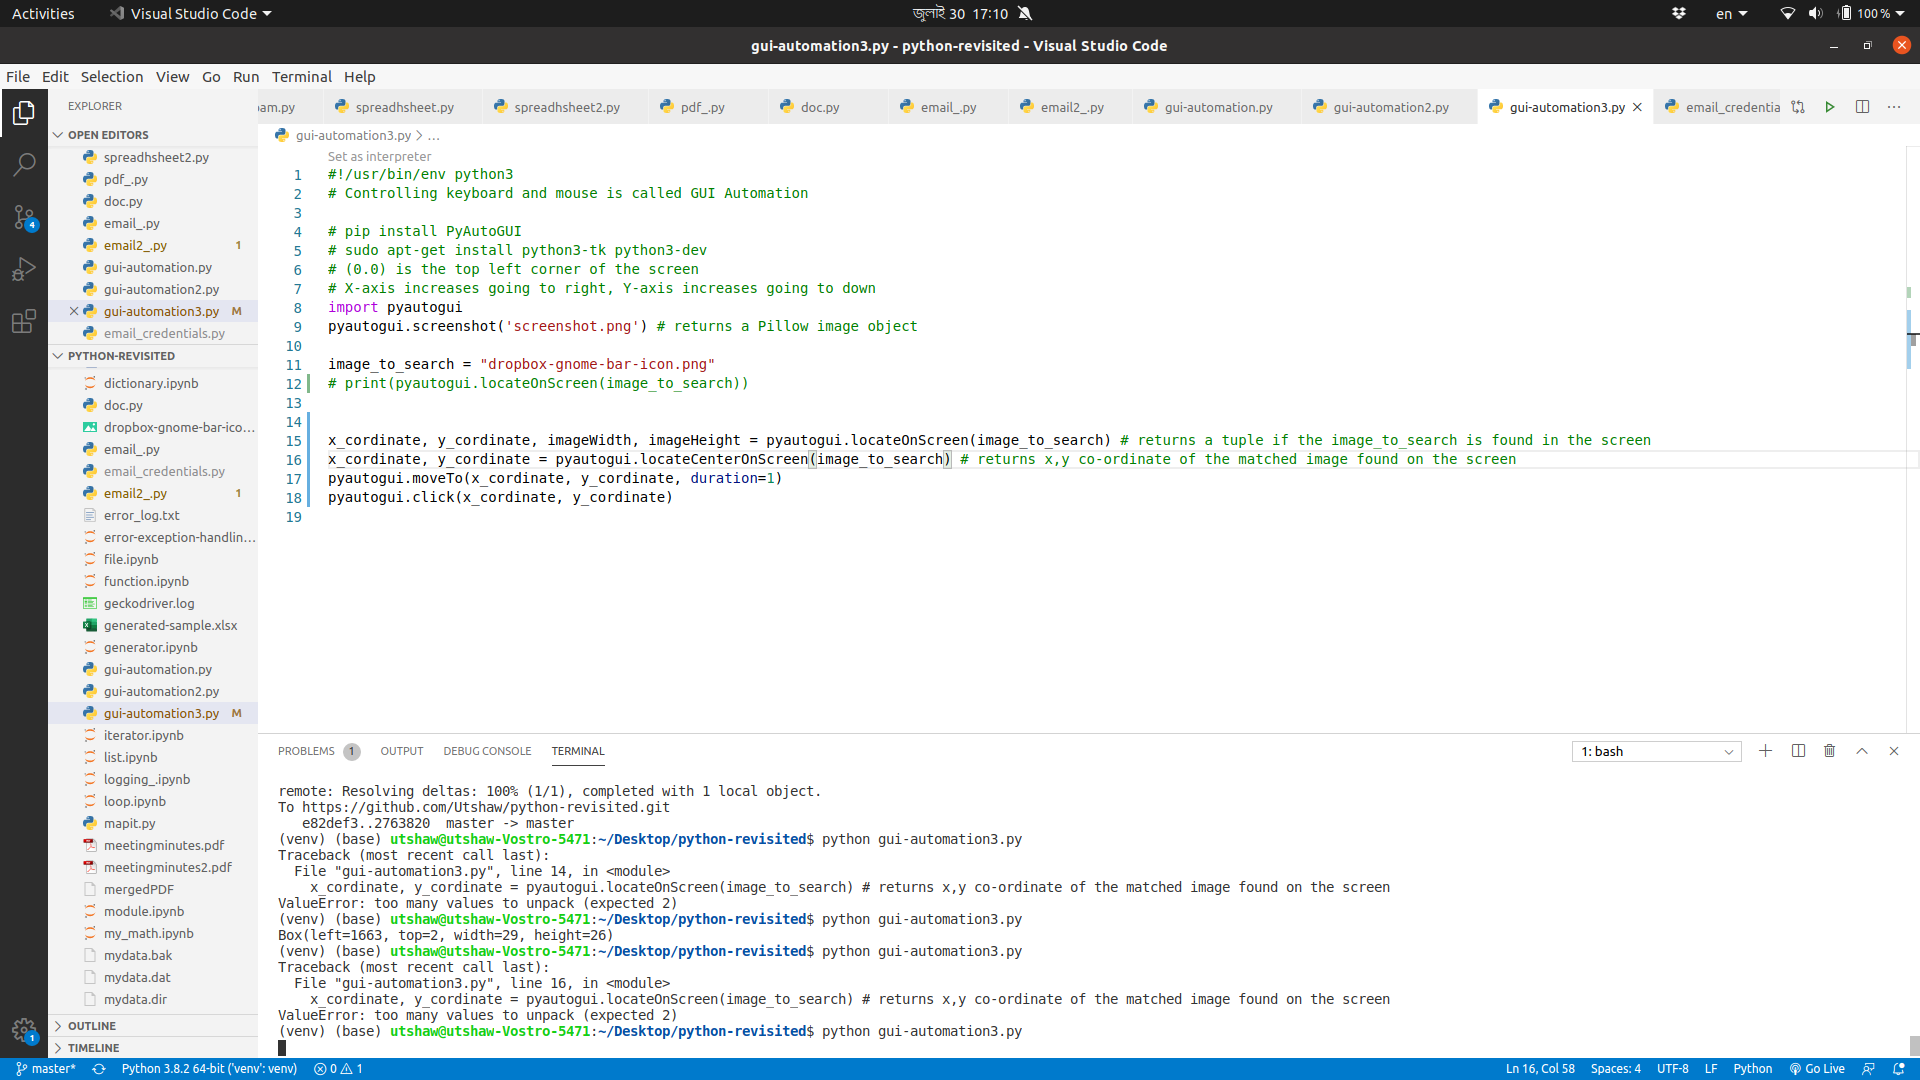 Activities Visual Studio Code জুলাই 30 17:10 en 100 %
gui-automation3.py - python-revisited - Visual Studio Code
File Edit Selection View Go Run Terminal Help
EXPLORER
OPEN EDITORS
spreadhsheet2.py
pdf_.py
doc.py
email_.py
email2_.py 1
gui-automation.py
gui-automation2.py
gui-automation3.py M
email_credentials.py
PYTHON-REVISITED
dictionary.ipynb
doc.py
dropbox-gnome-bar-ico...
email_.py
email_credentials.py
email2_.py 1
error_log.txt
error-exception-handlin...
file.ipynb
function.ipynb
geckodriver.log
generated-sample.xlsx
generator.ipynb
gui-automation.py
gui-automation2.py
gui-automation3.py M
iterator.ipynb
list.ipynb
logging_.ipynb
loop.ipynb
mapit.py
meetingminutes.pdf
meetingminutes2.pdf
mergedPDF
module.ipynb
my_math.ipynb
mydata.bak
mydata.dat
mydata.dir
OUTLINE
TIMELINE
4
1
am.py spreadhsheet.py spreadhsheet2.py pdf_.py doc.py email_.py email2_.py gui-automation.py gui-automation2.py gui-automation3.py email_credentia
gui-automation3.py > ...
Set as interpreter
1 #!/usr/bin/env python3
2 # Controlling keyboard and mouse is called GUI Automation
3
4 # pip install PyAutoGUI
5 # sudo apt-get install python3-tk python3-dev
6 # (0.0) is the top left corner of the screen
7 # X-axis increases going to right, Y-axis increases going to down
8 import pyautogui
9 pyautogui.screenshot('screenshot.png') # returns a Pillow image object
10
11 image_to_search = "dropbox-gnome-bar-icon.png"
12 # print(pyautogui.locateOnScreen(image_to_search))
13
14
15 x_cordinate, y_cordinate, imageWidth, imageHeight = pyautogui.locateOnScreen(image_to_search) # returns a tuple if the image_to_search is found in the screen
16 x_cordinate, y_cordinate = pyautogui.locateCenterOnScreen(image_to_search) # returns x,y co-ordinate of the matched image found on the screen
17 pyautogui.moveTo(x_cordinate, y_cordinate, duration=1)
18 pyautogui.click(x_cordinate, y_cordinate)
19
PROBLEMS 1 OUTPUT DEBUG CONSOLE TERMINAL 1: bash
remote: Resolving deltas: 100% (1/1), completed with 1 local object.
To https://github.com/Utshaw/python-revisited.git
e82def3..2763820 master -> master
(venv) (base) utshaw@utshaw-Vostro-5471:~/Desktop/python-revisited$ python gui-automation3.py
Traceback (most recent call last):
File "gui-automation3.py", line 14, in <module>
x_cordinate, y_cordinate = pyautogui.locateOnScreen(image_to_search) # returns x,y co-ordinate of the matched image found on the screen
ValueError: too many values to unpack (expected 2)
(venv) (base) utshaw@utshaw-Vostro-5471:~/Desktop/python-revisited$ python gui-automation3.py
Box(left=1663, top=2, width=29, height=26)
(venv) (base) utshaw@utshaw-Vostro-5471:~/Desktop/python-revisited$ python gui-automation3.py
Traceback (most recent call last):
File "gui-automation3.py", line 16, in <module>
x_cordinate, y_cordinate = pyautogui.locateOnScreen(image_to_search) # returns x,y co-ordinate of the matched image found on the screen
ValueError: too many values to unpack (expected 2)
(venv) (base) utshaw@utshaw-Vostro-5471:~/Desktop/python-revisited$ python gui-automation3.py
master* Python 3.8.2 64-bit ('venv': venv) 0 1 Ln 16, Col 58 Spaces: 4 UTF-8 LF Python Go Live